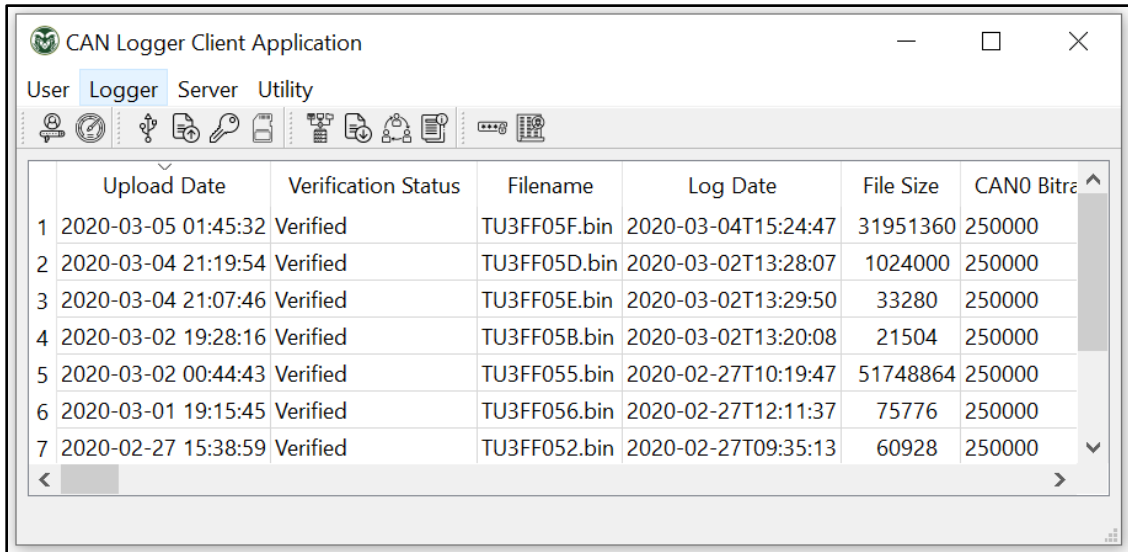 CAN Logger Client Application
User Logger Server Utility
Upload Date Verification Status Filename Log Date File Size CAN0 Bitra
1 2020-03-05 01:45:32 Verified TU3FF05F.bin 2020-03-04T15:24:47 31951360 250000
2 2020-03-04 21:19:54 Verified TU3FF05D.bin 2020-03-02T13:28:07 1024000 250000
3 2020-03-04 21:07:46 Verified TU3FF05E.bin 2020-03-02T13:29:50 33280 250000
4 2020-03-02 19:28:16 Verified TU3FF05B.bin 2020-03-02T13:20:08 21504 250000
5 2020-03-02 00:44:43 Verified TU3FF055.bin 2020-02-27T10:19:47 51748864 250000
6 2020-03-01 19:15:45 Verified TU3FF056.bin 2020-02-27T12:11:37 75776 250000
7 2020-02-27 15:38:59 Verified TU3FF052.bin 2020-02-27T09:35:13 60928 250000